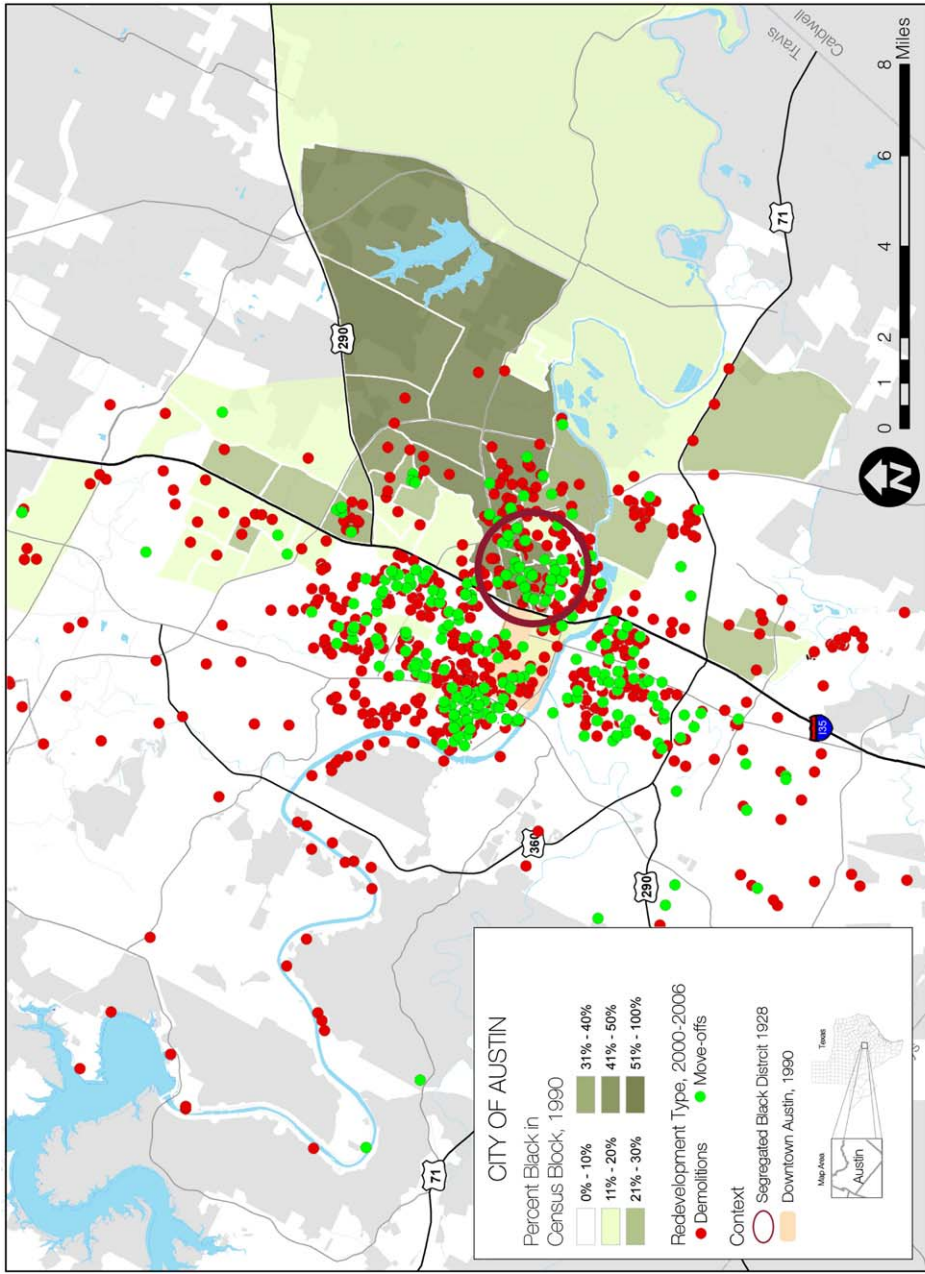 CITY OF AUSTIN
Percent Black in
Census Block, 1990
0% - 10%
11% - 20%
21% - 30%
31% - 40%
41% - 50%
51% - 100%
Redevelopment Type, 2000-2006
Demolitions
Move-offs
Context
Segregated Black Distrcit 1928
Downtown Austin, 1990
Map Area
Texas
Austin
71
290
360
I35
290
71
Travis
Caldwell
N
0 1 2 4 6 8
Miles